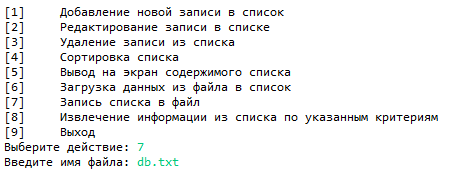 [1]     Добавление новой записи в список
[2]     Редактирование записи в списке
[3]     Удаление записи из списка
[4]     Сортировка списка
[5]     Вывод на экран содержимого списка
[6]     Загрузка данных из файла в список
[7]     Запись списка в файл
[8]     Извлечение информации из списка по указанным критериям
[9]     Выход
Выберите действие: 7
Введите имя файла: db.txt